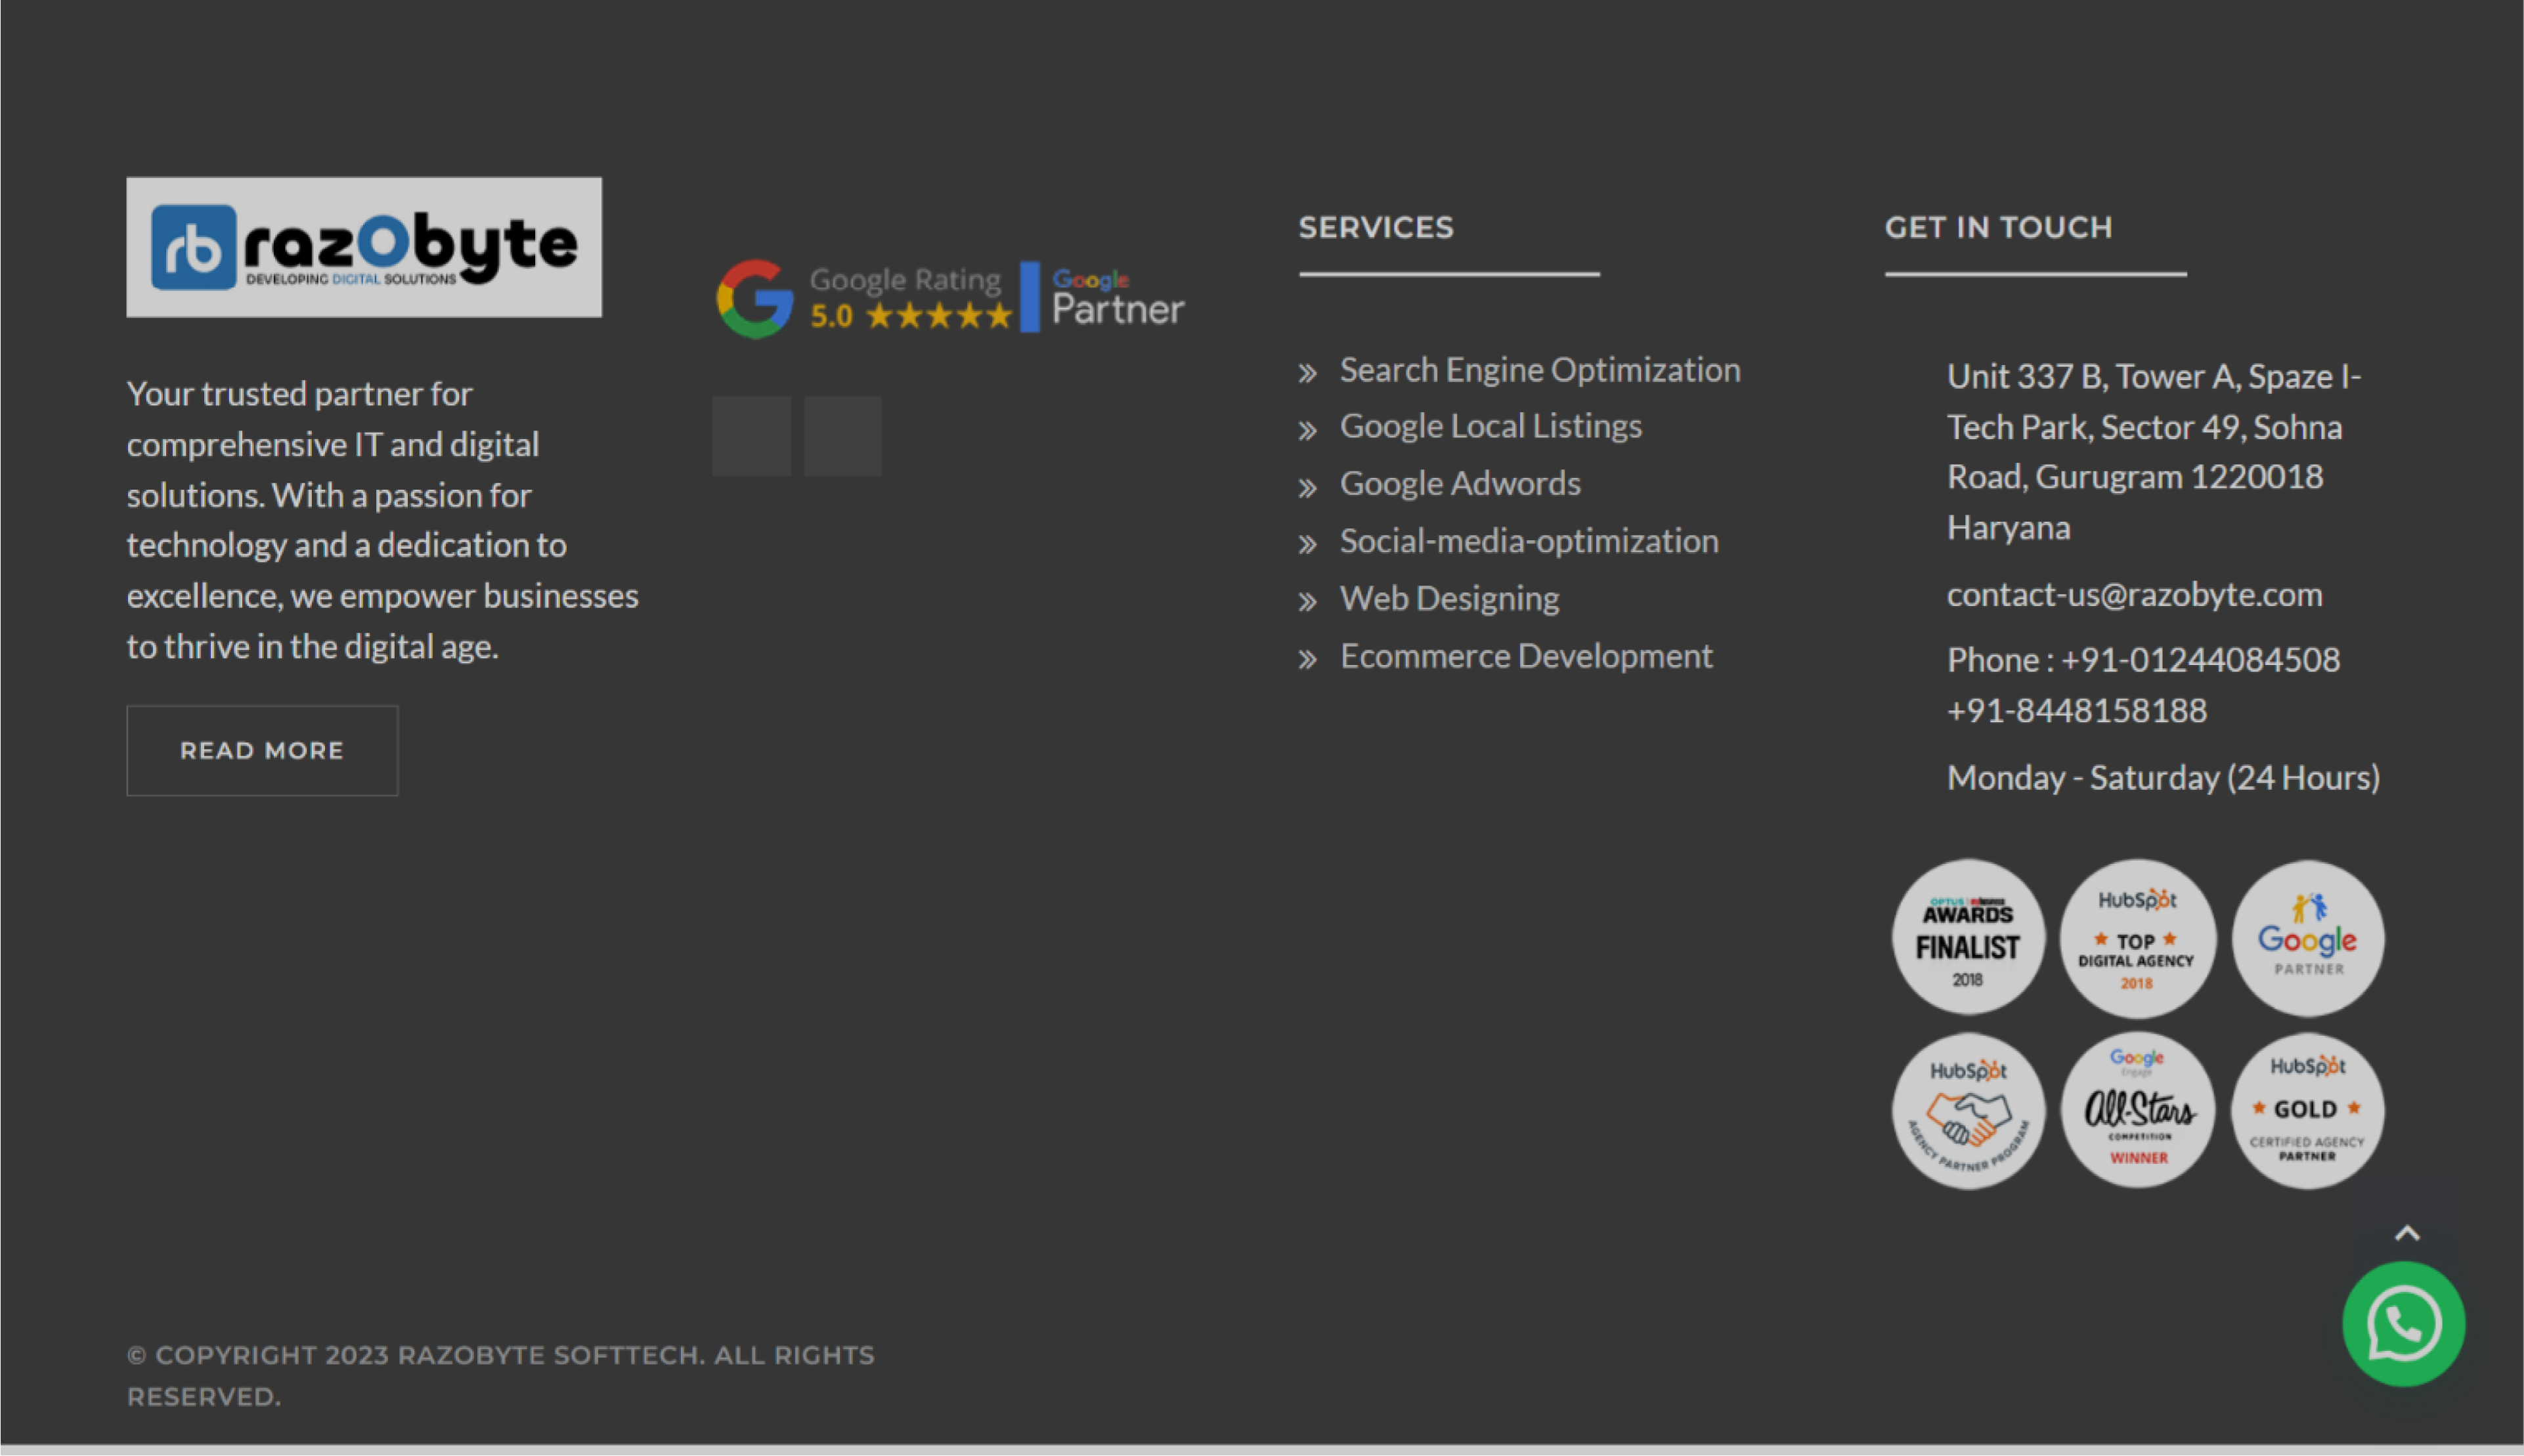 rb razObyte
DEVELOPING DIGITAL SOLUTIONS
Your trusted partner for
comprehensive IT and digital
solutions. With a passion for
technology and a dedication to
excellence, we empower businesses
to thrive in the digital age.
READ MORE
Google Rating
5.0
Google
Partner
SERVICES
Search Engine Optimization
Google Local Listings
Google Adwords
Social-media-optimization
Web Designing
Ecommerce Development
GET IN TOUCH
Unit 337 B, Tower A, Spaze I-
Tech Park, Sector 49, Sohna
Road, Gurugram 1220018
Haryana
contact-us@razobyte.com
Phone : +91-01244084508
+91-8448158188
Monday - Saturday (24 Hours)
OPTUS
AWARDS
FINALIST
2018
HubSpot
TOP
DIGITAL AGENCY
2018
Google
PARTNER
HubSpot
AGENCY PARTNER PROGRAM
Google
Engage
All-Stars
COMPETITION
WINNER
HubSpot
GOLD
CERTIFIED AGENCY
PARTNER
© COPYRIGHT 2023 RAZOBYTE SOFTTECH. ALL RIGHTS
RESERVED.